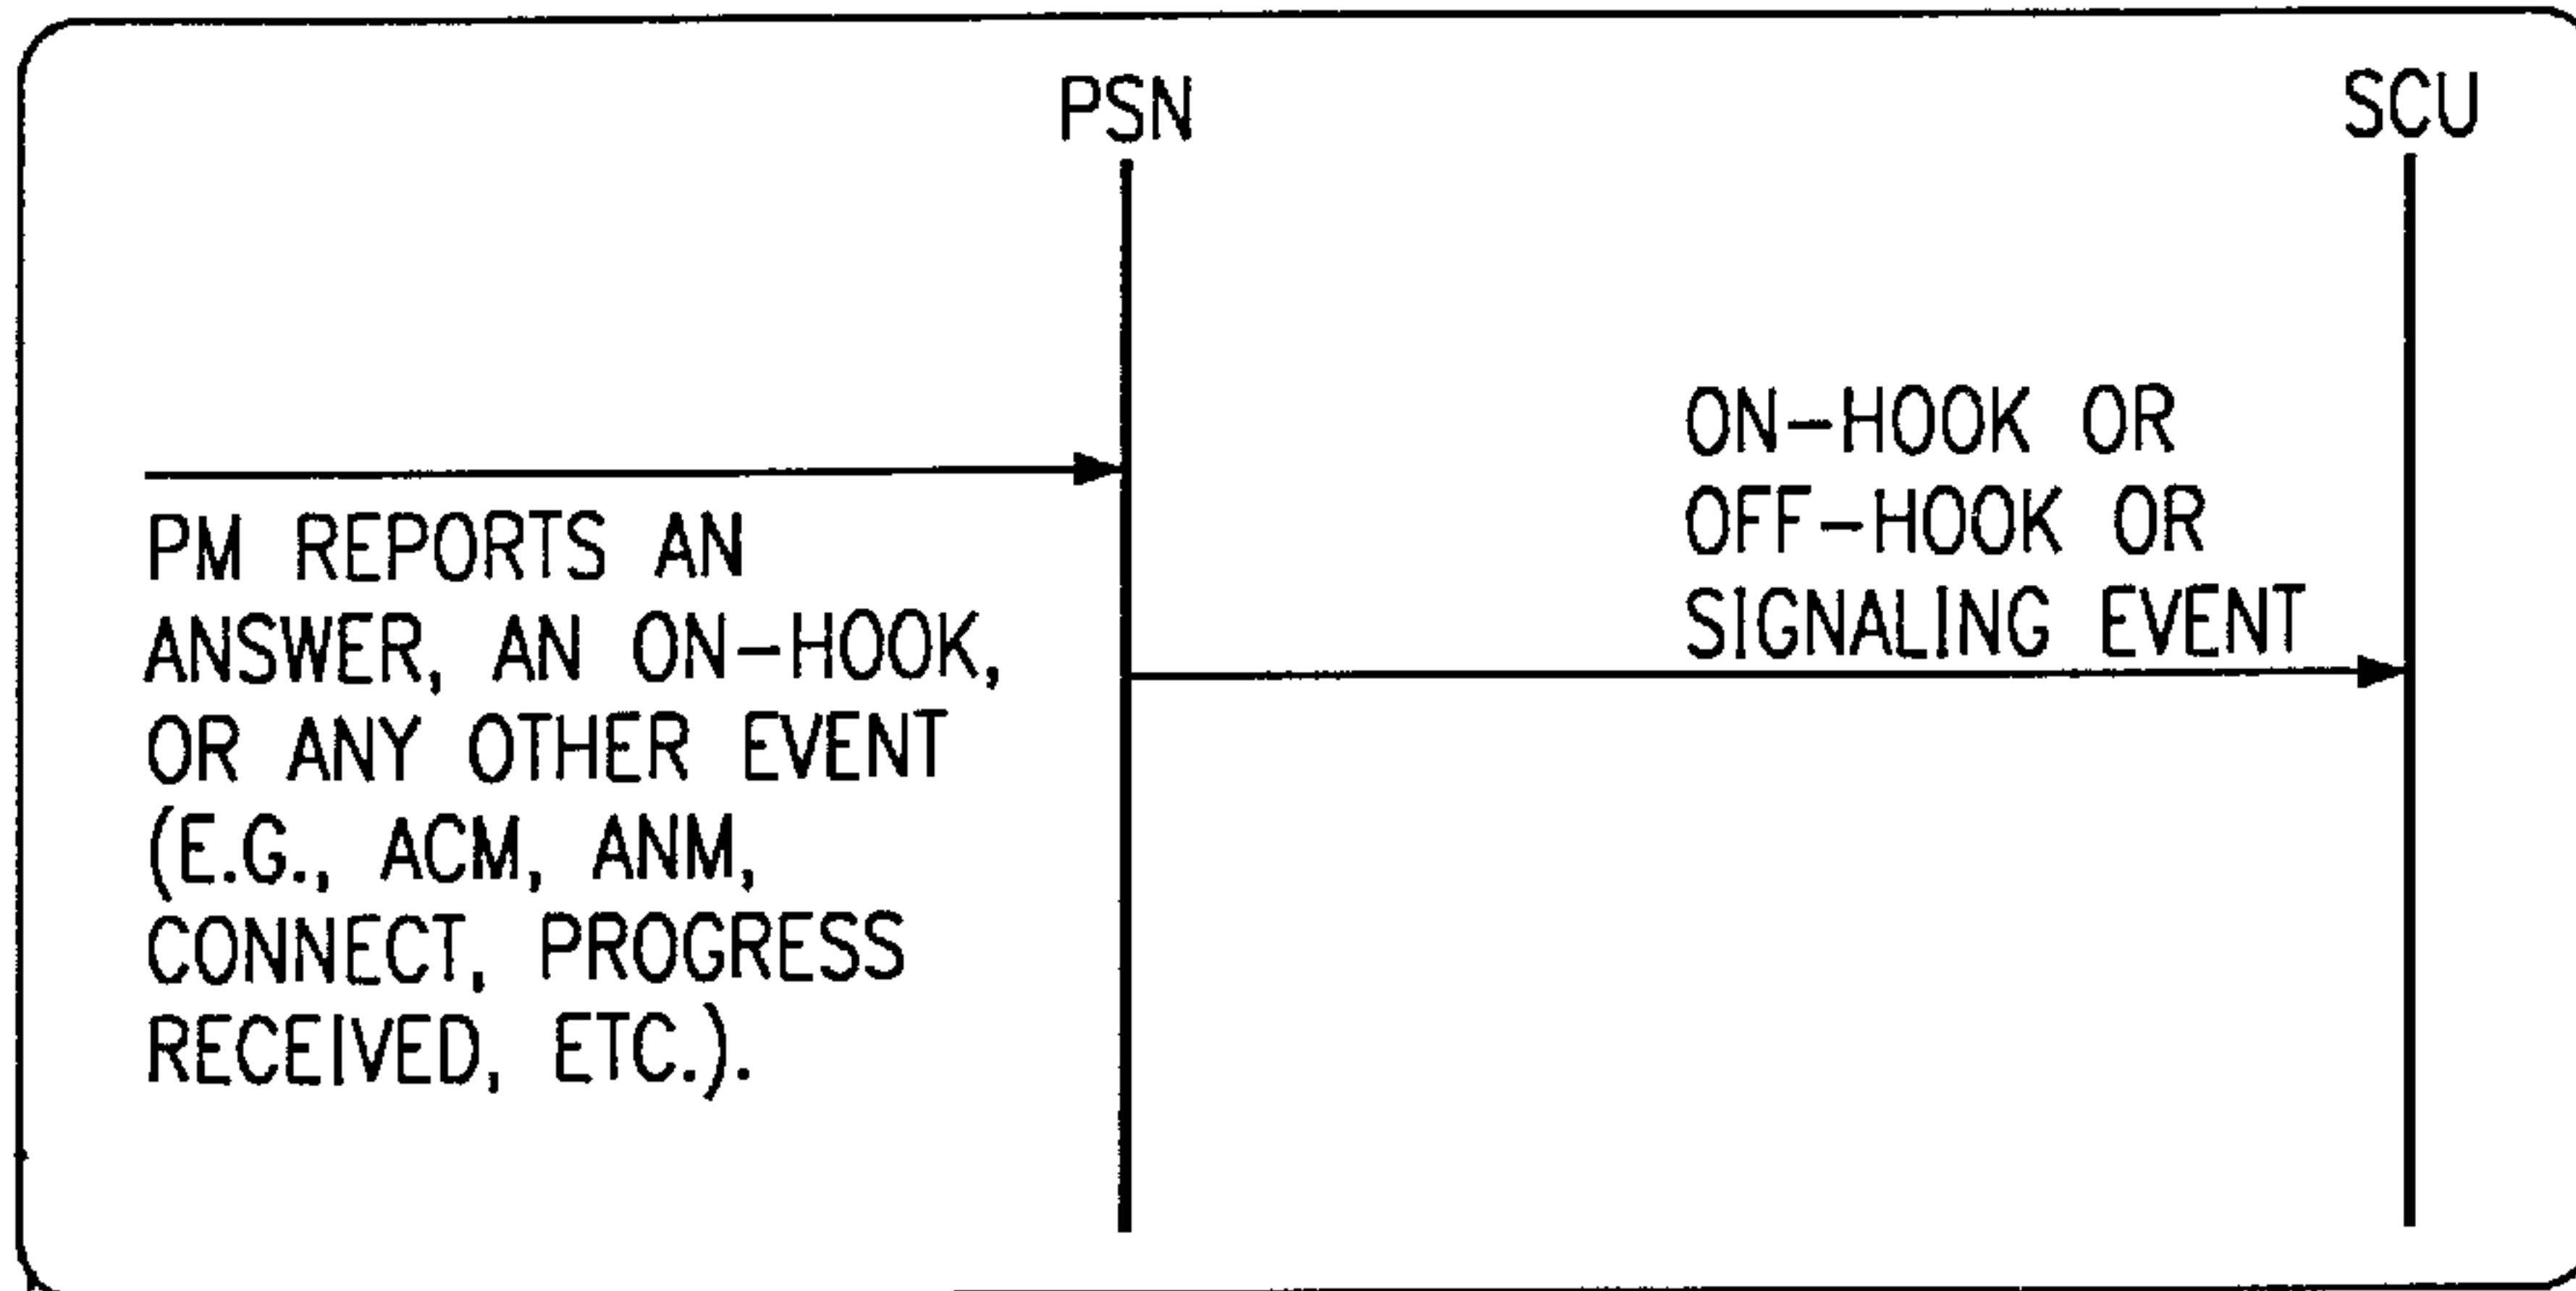 PSN
SCU
ON-HOOK OR
OFF-HOOK OR
SIGNALING EVENT
PM REPORTS AN
ANSWER, AN ON-HOOK,
OR ANY OTHER EVENT
(E.G., ACM, ANM,
CONNECT, PROGRESS
RECEIVED, ETC.).